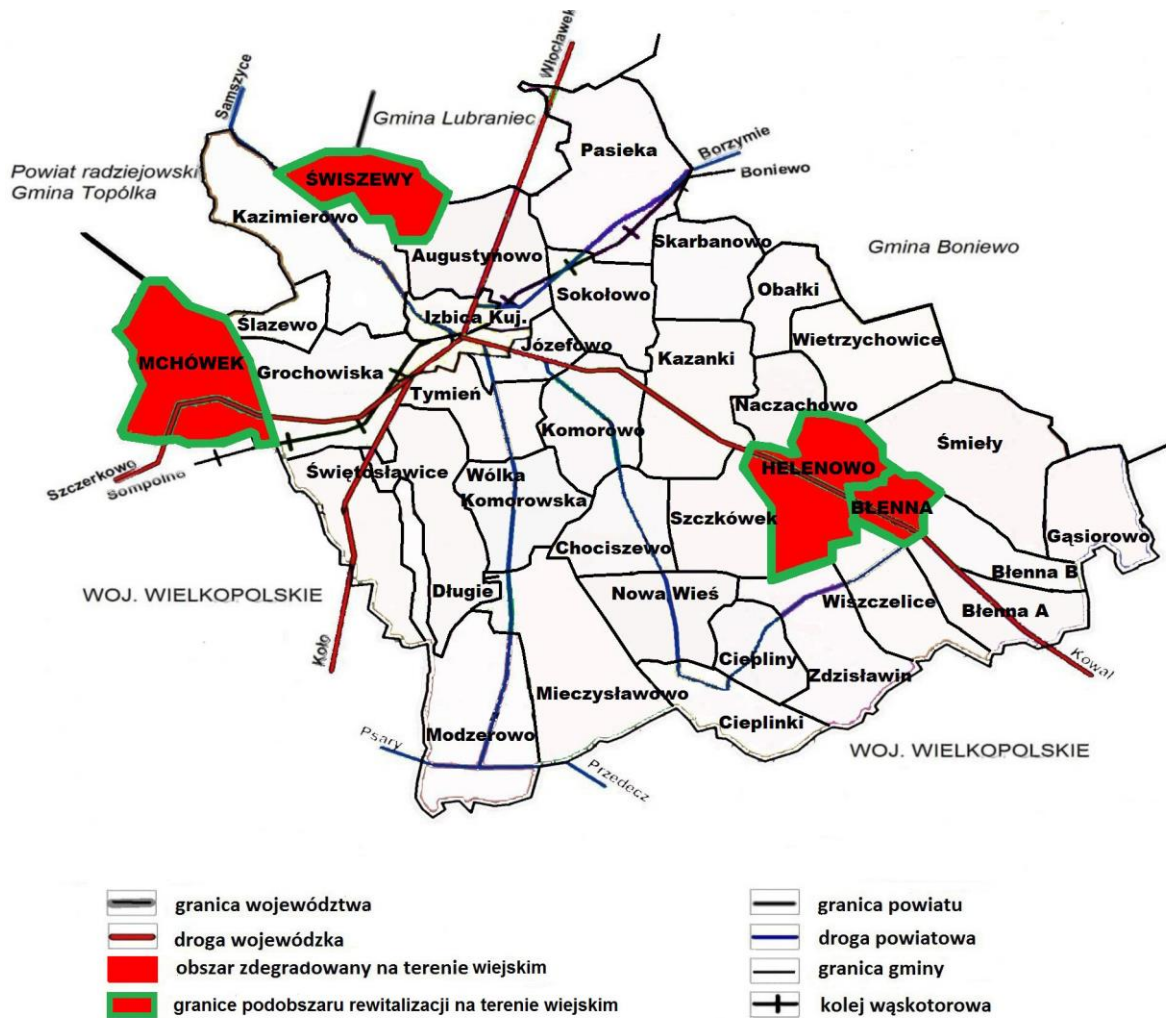 Włocławek
Samszyce
Gmina Lubraniec
Pasieka
Borzymie
Boniewo
Powiat radziejowski
Gmina Topólka
ŚWISZEWY
Kazimierowo
Skarbanowo
Gmina Boniewo
Augustynowo
Sokołowo
Obałki
Izbica Kuj.
Ślazewo
Józefowo
Wietrzychowice
MCHÓWEK
Grochowiska
Kazanki
Tymień
Naczachowo
Komorowo
Śmieły
Szczerkowo
Sompolno
Świętosławice
Wólka
Komorowska
HELENOWO
BŁENNA
Szczkówek
Gąsiorowo
Chociszewo
WOJ. WIELKOPOLSKIE
Długie
Nowa Wieś
Wiszczelice
Błenna B
Błenna A
Koło
Ciepliny
Zdzisławin
Kowal
Mieczysławowo
Cieplinki
Modzerowo
Psary
Przedecz
WOJ. WIELKOPOLSKIE
granica województwa
droga wojewódzka
obszar zdegradowany na terenie wiejskim
granice podobszaru rewitalizacji na terenie wiejskim
granica powiatu
droga powiatowa
granica gminy
kolej wąskotorowa